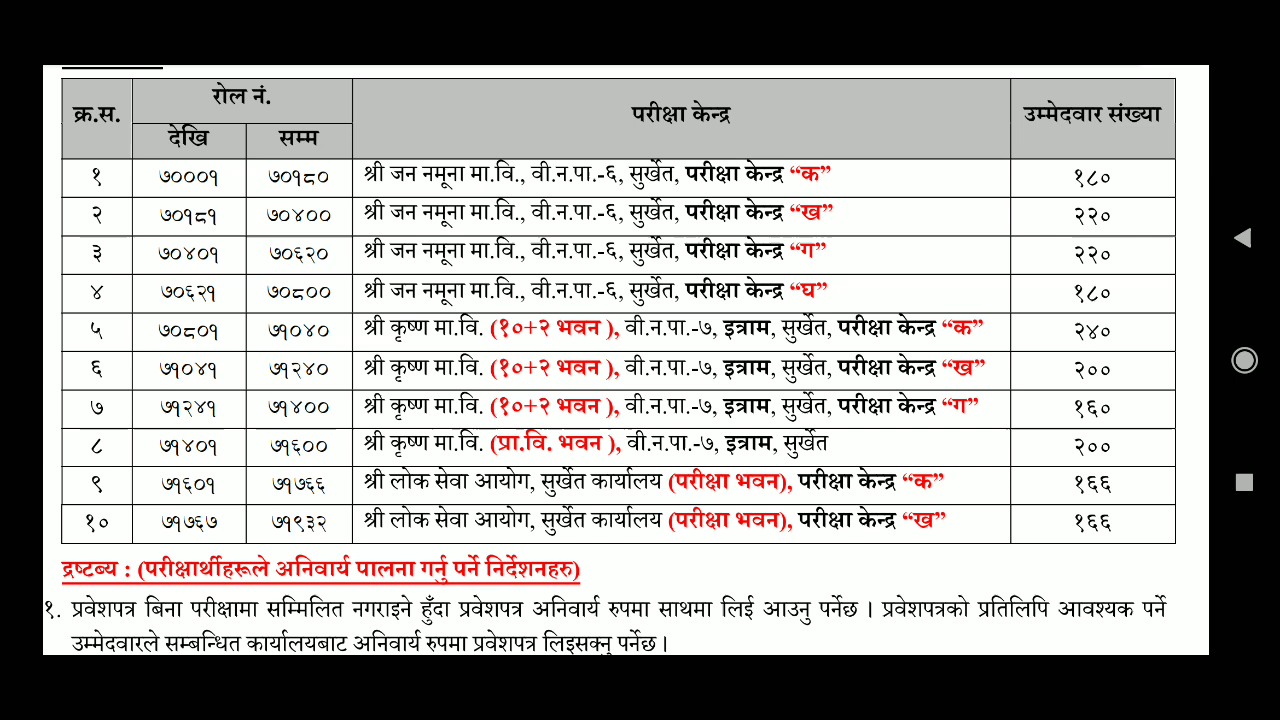 क्र.स. रोल नं. परीक्षा केन्द्र उम्मेदवार संख्या
देखि सम्म
१ ७०००१ ७०१८० श्री जन नमूना मा.वि., वी.न.पा.-६, सुर्खेत, परीक्षा केन्द्र “क” १८०
२ ७०१८१ ७०४०० श्री जन नमूना मा.वि., वी.न.पा.-६, सुर्खेत, परीक्षा केन्द्र “ख” २२०
३ ७०४०१ ७०६२० श्री जन नमूना मा.वि., वी.न.पा.-६, सुर्खेत, परीक्षा केन्द्र “ग” २२०
४ ७०६२१ ७०८०० श्री जन नमूना मा.वि., वी.न.पा.-६, सुर्खेत, परीक्षा केन्द्र “घ” १८०
५ ७०८०१ ७१०४० श्री कृष्ण मा.वि. (१०+२ भवन ), वी.न.पा.-७, इत्राम, सुर्खेत, परीक्षा केन्द्र “क” २४०
६ ७१०४१ ७१२४० श्री कृष्ण मा.वि. (१०+२ भवन ), वी.न.पा.-७, इत्राम, सुर्खेत, परीक्षा केन्द्र “ख” २००
७ ७१२४१ ७१४०० श्री कृष्ण मा.वि. (१०+२ भवन ), वी.न.पा.-७, इत्राम, सुर्खेत, परीक्षा केन्द्र “ग” १६०
८ ७१४०१ ७१६०० श्री कृष्ण मा.वि. (प्रा.वि. भवन ), वी.न.पा.-७, इत्राम, सुर्खेत २००
९ ७१६०१ ७१७६६ श्री लोक सेवा आयोग, सुर्खेत कार्यालय (परीक्षा भवन), परीक्षा केन्द्र “क” १६६
१० ७१७६७ ७१९३२ श्री लोक सेवा आयोग, सुर्खेत कार्यालय (परीक्षा भवन), परीक्षा केन्द्र “ख” १६६
द्रष्टब्य : (परीक्षार्थीहरूले अनिवार्य पालना गर्नु पर्ने निर्देशनहरु)
१. प्रवेशपत्र बिना परीक्षामा सम्मिलित नगराइने हुँदा प्रवेशपत्र अनिवार्य रुपमा साथमा लिई आउनु पर्नेछ । प्रवेशपत्रको प्रतिलिपि आवश्यक पर्ने
उम्मेदवारले सम्बन्धित कार्यालयबाट अनिवार्य रुपमा प्रवेशपत्र लिइसक्नु पर्नेछ ।